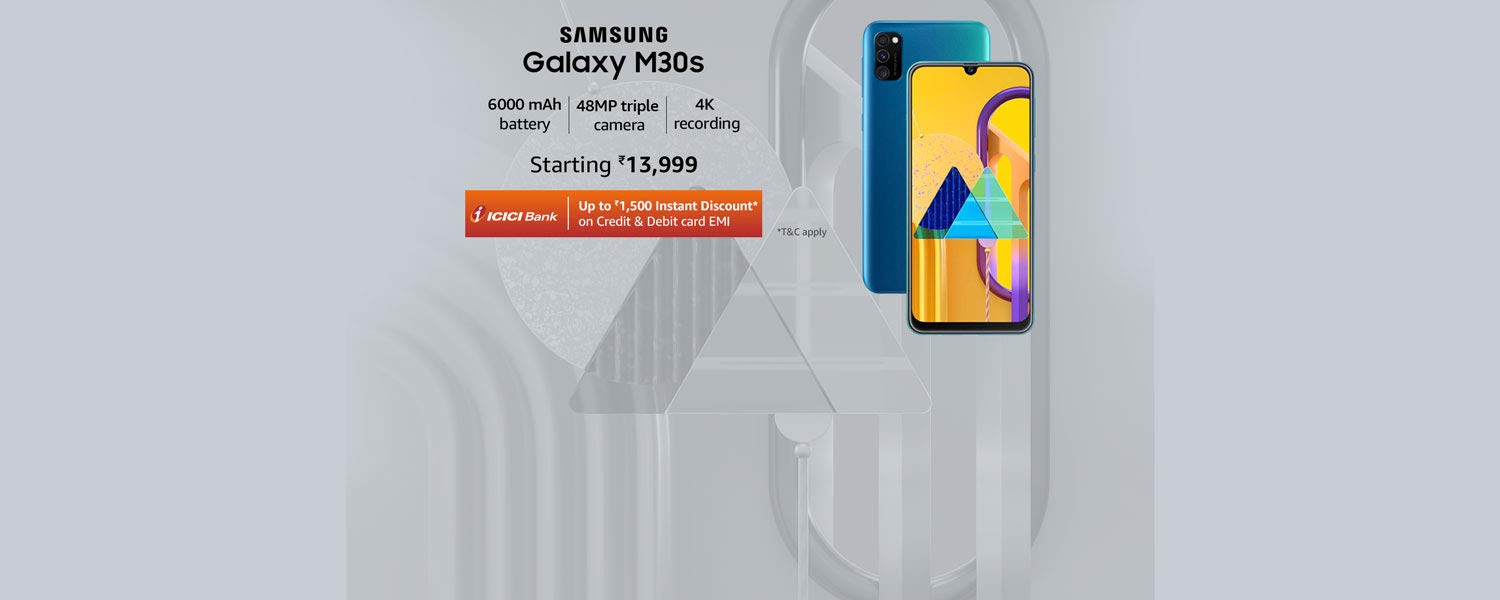 SAMSUNG
Galaxy M30s
6000 mAh
battery
48MP triple
camera
4K
recording
Starting ₹13,999
ICICI Bank
Up to ₹1,500 Instant Discount*
on Credit & Debit card EMI
*T&C apply